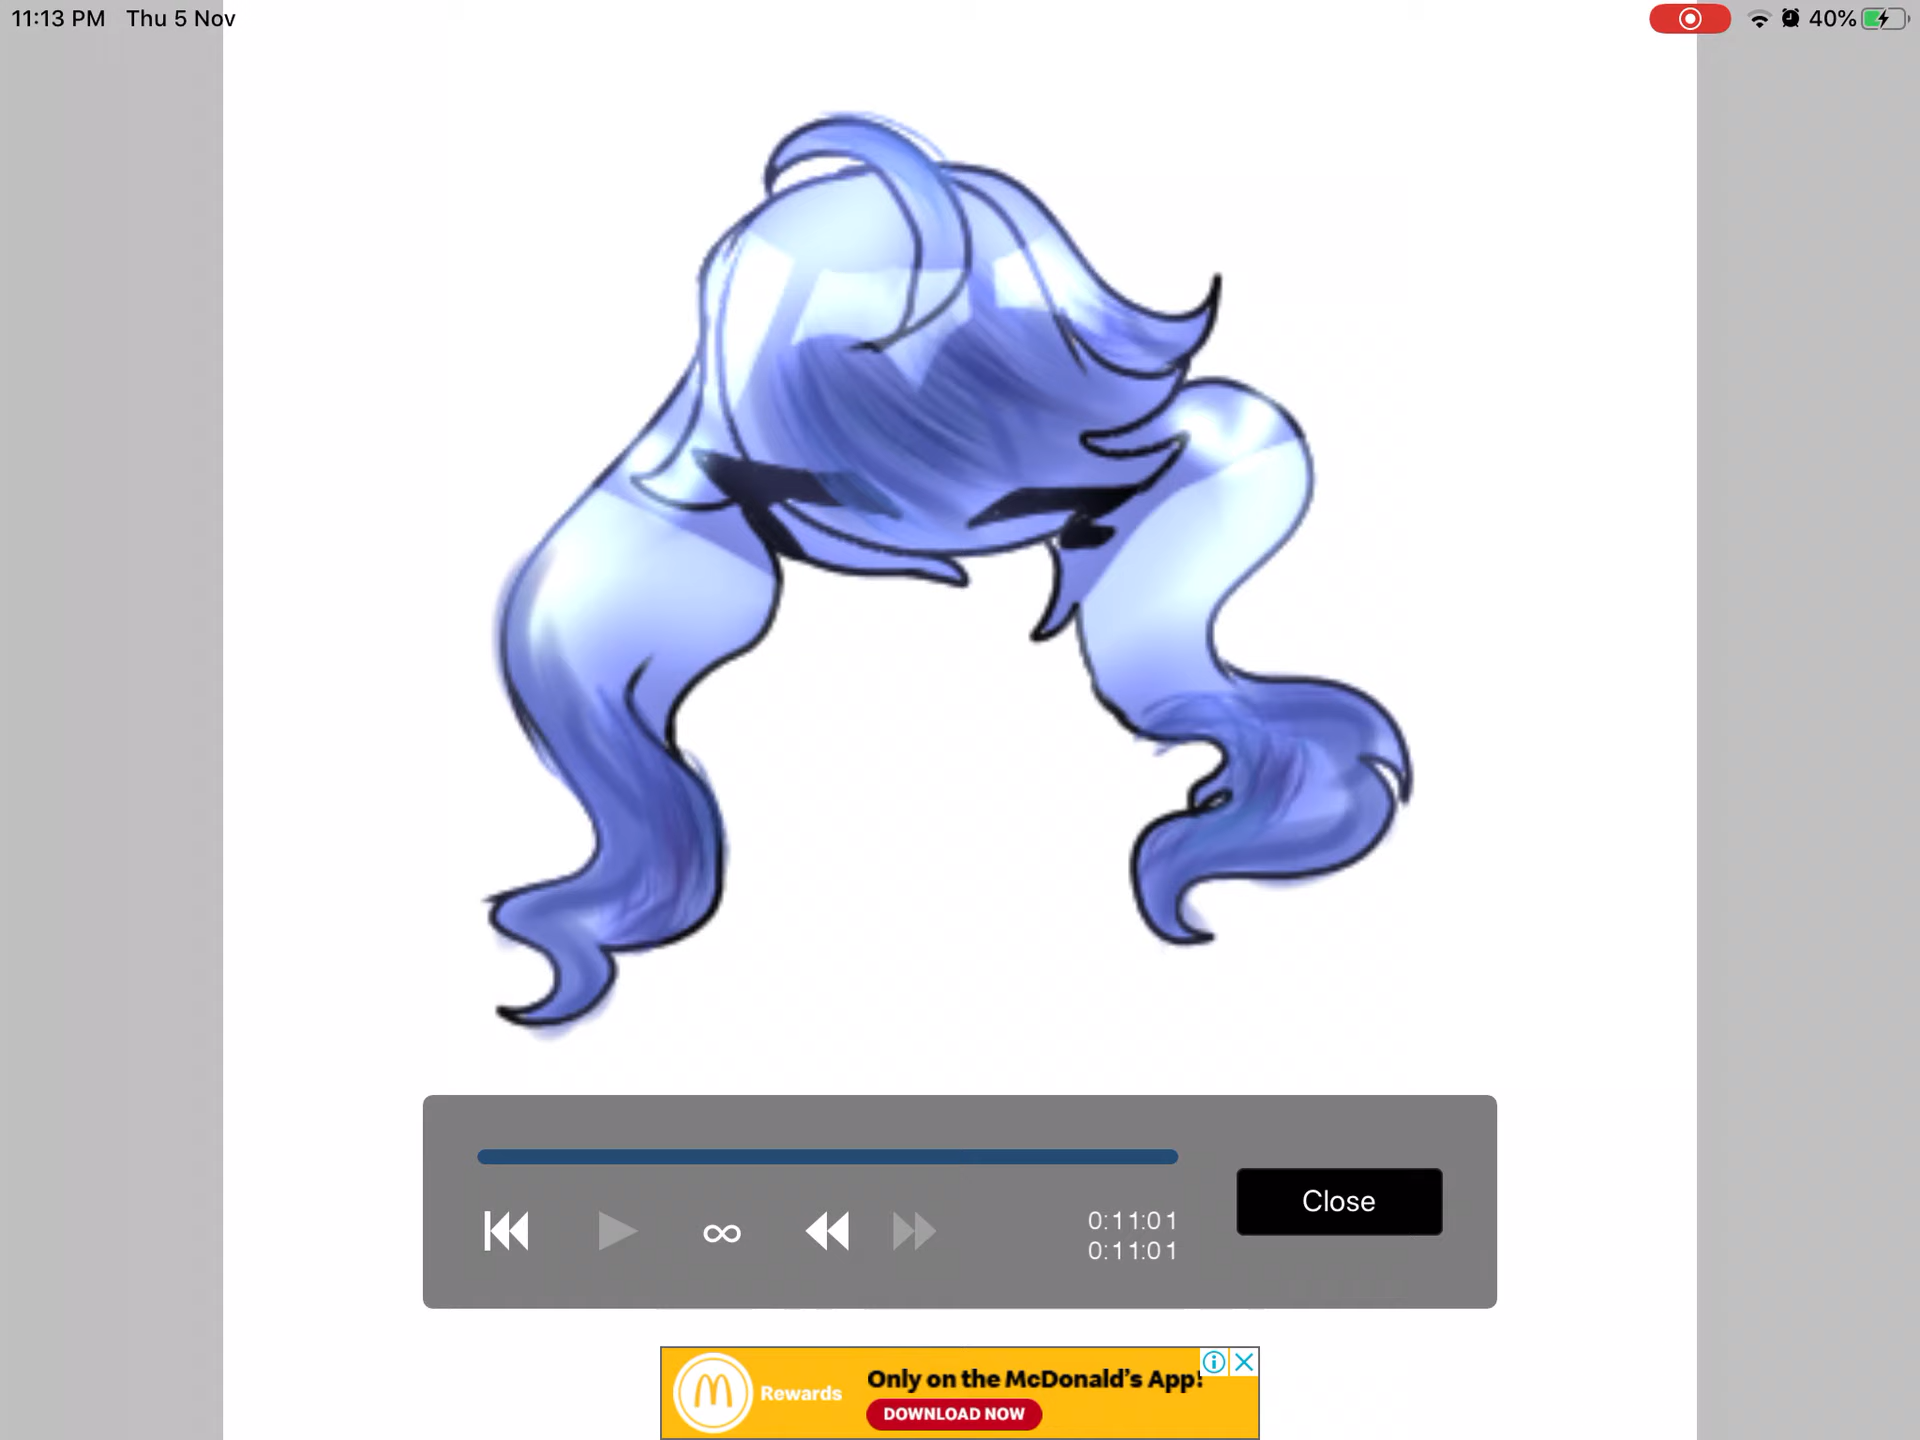 11:13 PM Thu 5 Nov
40%
0:11:01
0:11:01
Close
Rewards
Only on the McDonald's App!
DOWNLOAD NOW